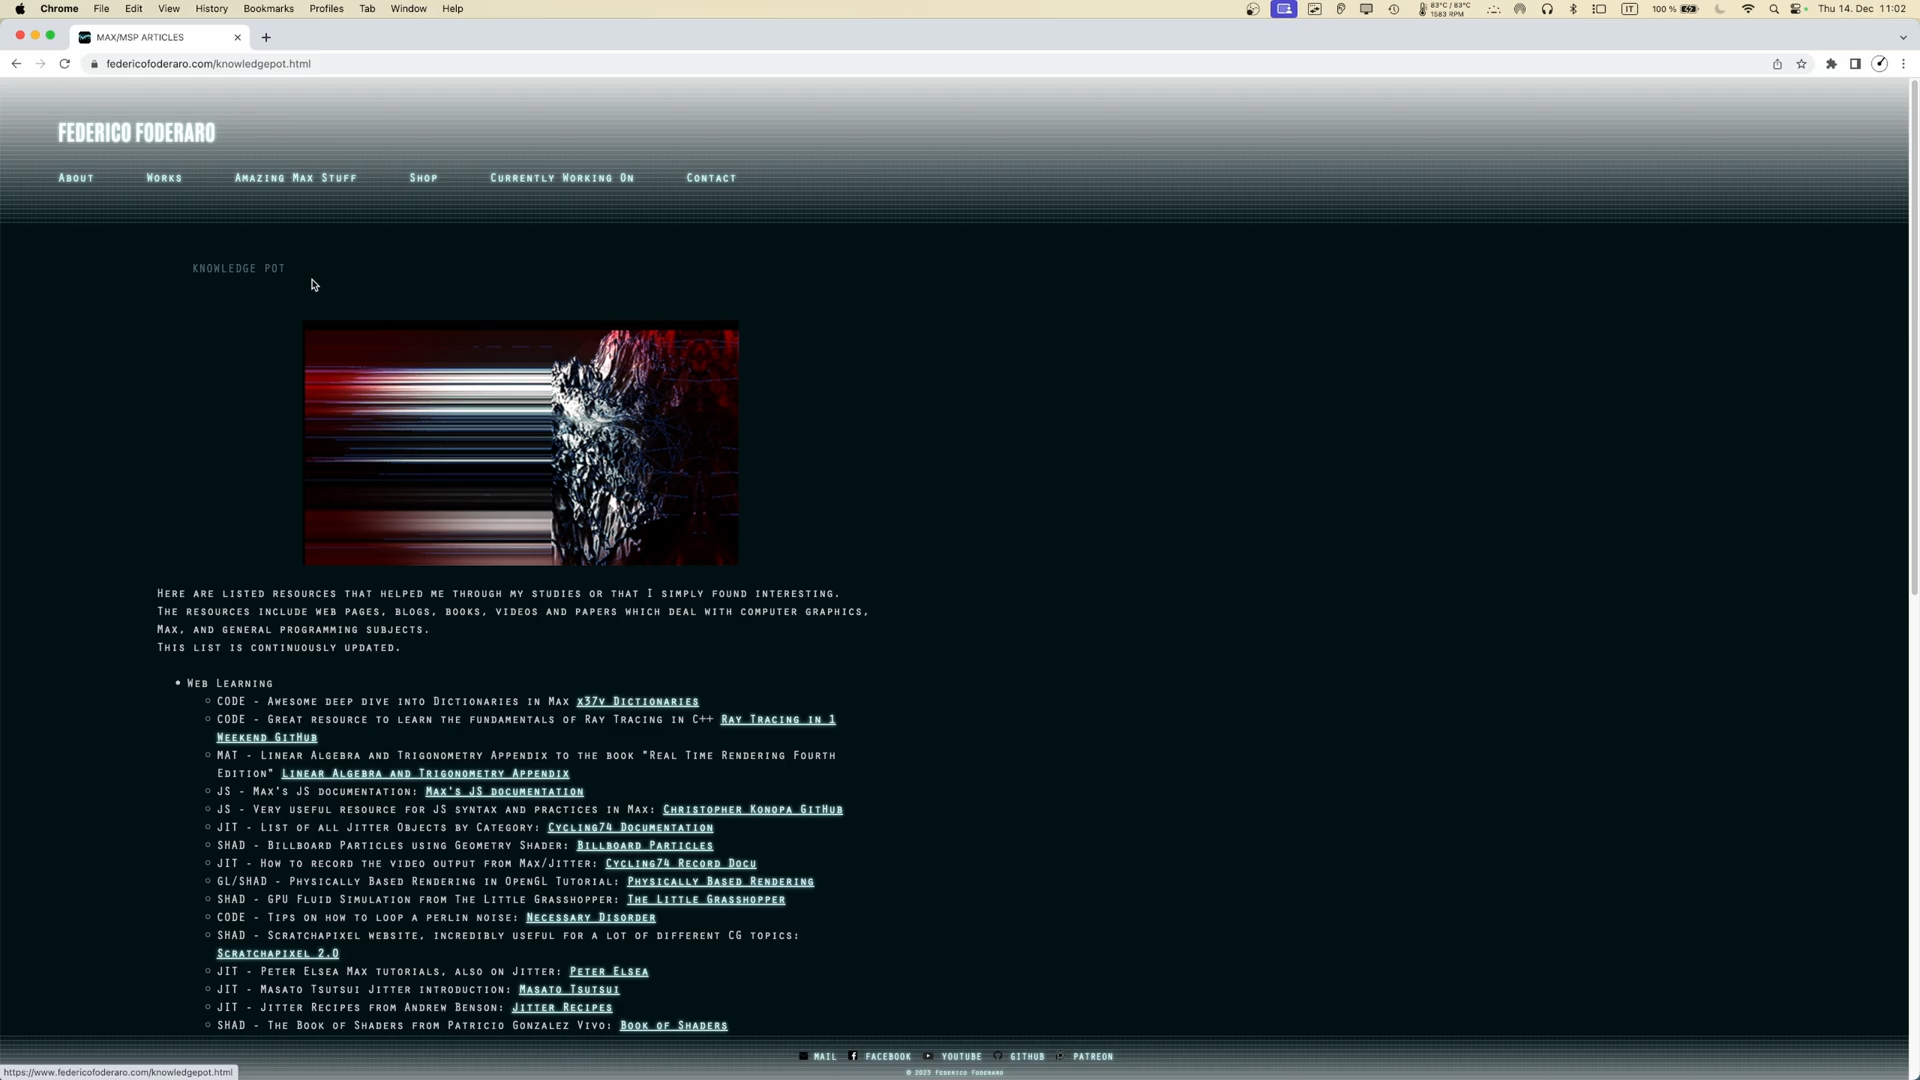 Chrome File Edit View History Bookmarks Profiles Tab Window Help 83°C / 83°C 1583 RPM IT 100 % Thu 14. Dec 11:02
MAX/MSP ARTICLES
federicofoderaro.com/knowledgepot.html
FEDERICO FODERARO
About Works Amazing Max Stuff Shop Currently Working On Contact
KNOWLEDGE POT
Here are listed resources that helped me through my studies or that I simply found interesting.
The resources include web pages, blogs, books, videos and papers which deal with computer graphics,
Max, and general programming subjects.
This list is continuously updated.
• Web Learning
○ CODE - Awesome deep dive into Dictionaries in Max x37v Dictionaries
○ CODE - Great resource to learn the fundamentals of Ray Tracing in C++ Ray Tracing in 1
Weekend GitHub
○ MAT - Linear Algebra and Trigonometry Appendix to the book "Real Time Rendering Fourth
Edition" Linear Algebra and Trigonometry Appendix
○ JS - Max's JS documentation: Max's JS documentation
○ JS - Very useful resource for JS syntax and practices in Max: Christopher Konopa GitHub
○ JIT - List of all Jitter Objects by Category: Cycling74 Documentation
○ SHAD - Billboard Particles using Geometry Shader: Billboard Particles
○ JIT - How to record the video output from Max/Jitter: Cycling74 Record Docu
○ GL/SHAD - Physically Based Rendering in OpenGL Tutorial: Physically Based Rendering
○ SHAD - GPU Fluid Simulation from The Little Grasshopper: The Little Grasshopper
○ CODE - Tips on how to loop a perlin noise: Necessary Disorder
○ SHAD - Scratchapixel website, incredibly useful for a lot of different CG topics:
Scratchapixel 2.0
○ JIT - Peter Elsea Max tutorials, also on Jitter: Peter Elsea
○ JIT - Masato Tsutsui Jitter introduction: Masato Tsutsui
○ JIT - Jitter Recipes from Andrew Benson: Jitter Recipes
○ SHAD - The Book of Shaders from Patricio Gonzalez Vivo: Book of Shaders
MAIL FACEBOOK YOUTUBE GITHUB PATREON
https://www.federicofoderaro.com/knowledgepot.html
© 2023 Federico Foderaro